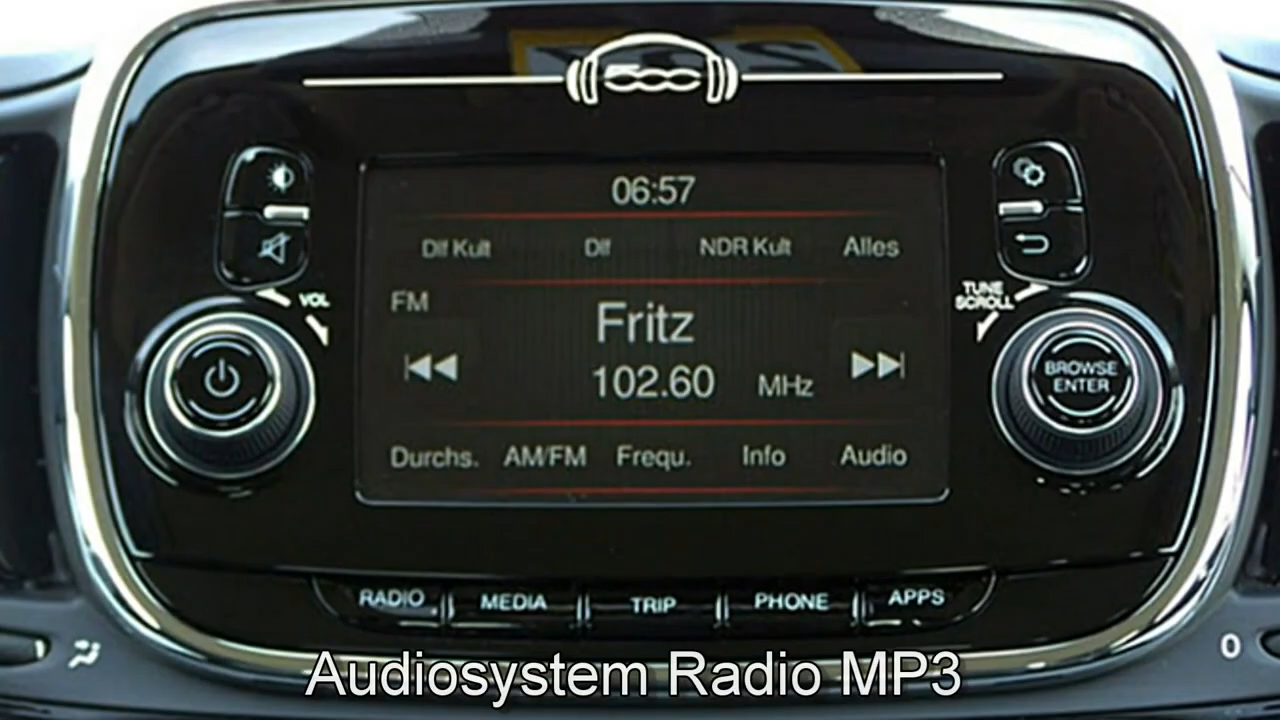 500
06:57
Dlf Kult Dlf NDR Kult Alles
FM
VOL
TUNE
SCROLL
Fritz
102.60 MHz
BROWSE
ENTER
Durchs. AM/FM Frequ. Info Audio
RADIO MEDIA TRIP PHONE APPS
0
Audiosystem Radio MP3